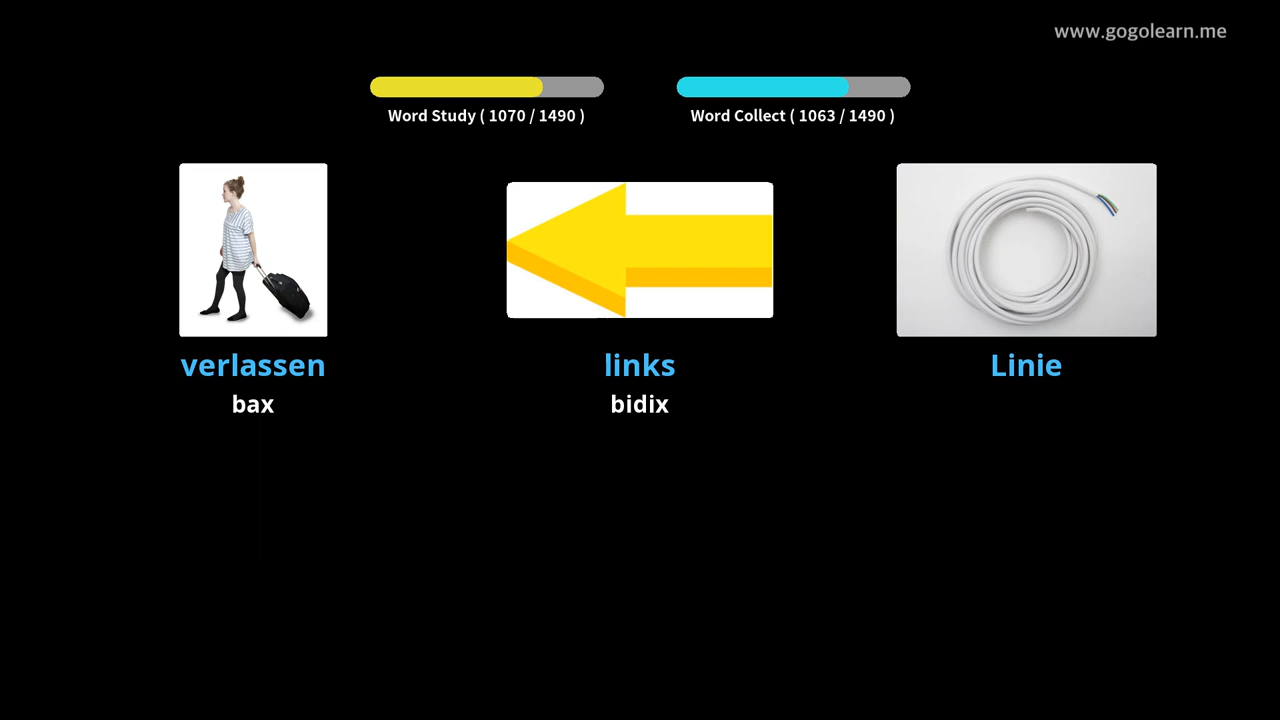 www.gogolearn.me
Word Study ( 1070 / 1490 )
Word Collect ( 1063 / 1490 )
verlassen
bax
links
bidix
Linie